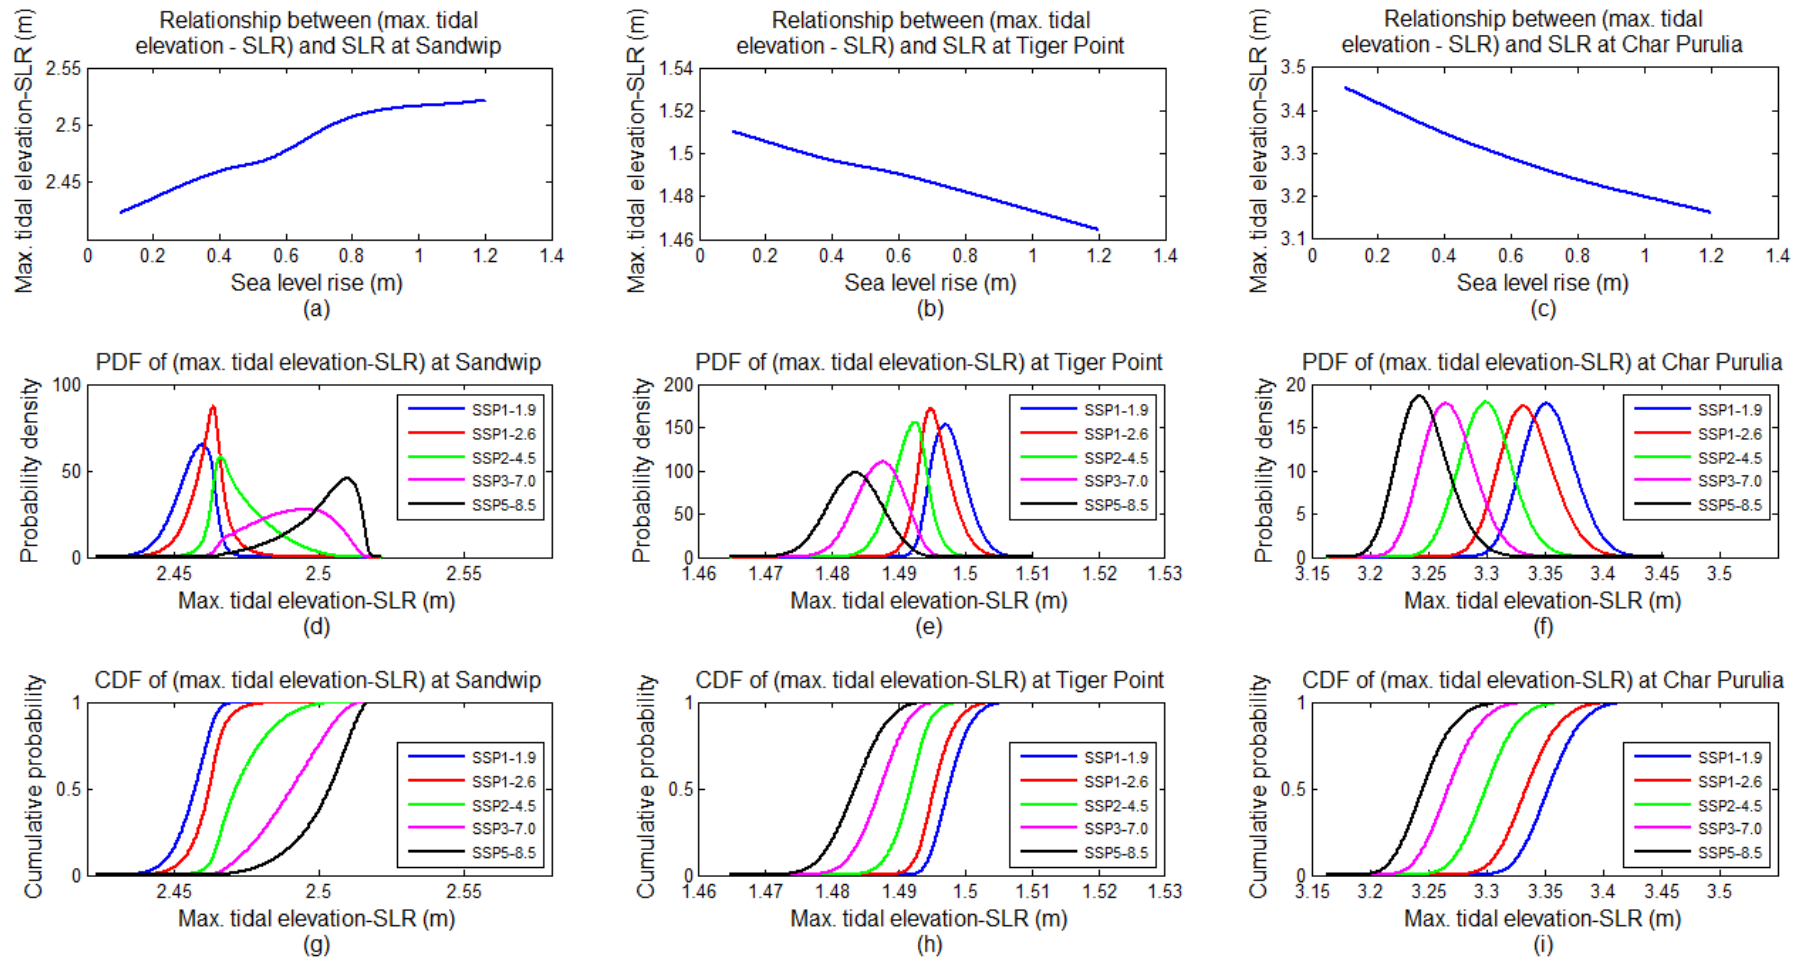 Relationship between (max. tidal
elevation - SLR) and SLR at Sandwip
Max. tidal elevation-SLR (m)
2.55
2.5
2.45
0 0.2 0.4 0.6 0.8 1 1.2 1.4
Sea level rise (m)
(a)
Relationship between (max. tidal
elevation - SLR) and SLR at Tiger Point
Max. tidal elevation-SLR (m)
1.54
1.52
1.5
1.48
1.46
0 0.2 0.4 0.6 0.8 1 1.2 1.4
Sea level rise (m)
(b)
Relationship between (max. tidal
elevation - SLR) and SLR at Char Purulia
Max. tidal elevation-SLR (m)
3.5
3.4
3.3
3.2
3.1
0 0.2 0.4 0.6 0.8 1 1.2 1.4
Sea level rise (m)
(c)
PDF of (max. tidal elevation-SLR) at Sandwip
Probability density
100
50
0
SSP1-1.9
SSP1-2.6
SSP2-4.5
SSP3-7.0
SSP5-8.5
2.45 2.5 2.55
Max. tidal elevation-SLR (m)
(d)
PDF of (max. tidal elevation-SLR) at Tiger Point
Probability density
200
150
100
50
0
SSP1-1.9
SSP1-2.6
SSP2-4.5
SSP3-7.0
SSP5-8.5
1.46 1.47 1.48 1.49 1.5 1.51 1.52 1.53
Max. tidal elevation-SLR (m)
(e)
PDF of (max. tidal elevation-SLR) at Char Purulia
Probability density
20
15
10
5
0
SSP1-1.9
SSP1-2.6
SSP2-4.5
SSP3-7.0
SSP5-8.5
3.15 3.2 3.25 3.3 3.35 3.4 3.45 3.5
Max. tidal elevation-SLR (m)
(f)
CDF of (max. tidal elevation-SLR) at Sandwip
Cumulative probability
1
0.5
0
SSP1-1.9
SSP1-2.6
SSP2-4.5
SSP3-7.0
SSP5-8.5
2.45 2.5 2.55
Max. tidal elevation-SLR (m)
(g)
CDF of (max. tidal elevation-SLR) at Tiger Point
Cumulative probability
1
0.5
0
SSP1-1.9
SSP1-2.6
SSP2-4.5
SSP3-7.0
SSP5-8.5
1.46 1.47 1.48 1.49 1.5 1.51 1.52 1.53
Max. tidal elevation-SLR (m)
(h)
CDF of (max. tidal elevation-SLR) at Char Purulia
Cumulative probability
1
0.5
0
SSP1-1.9
SSP1-2.6
SSP2-4.5
SSP3-7.0
SSP5-8.5
3.15 3.2 3.25 3.3 3.35 3.4 3.45 3.5
Max. tidal elevation-SLR (m)
(i)